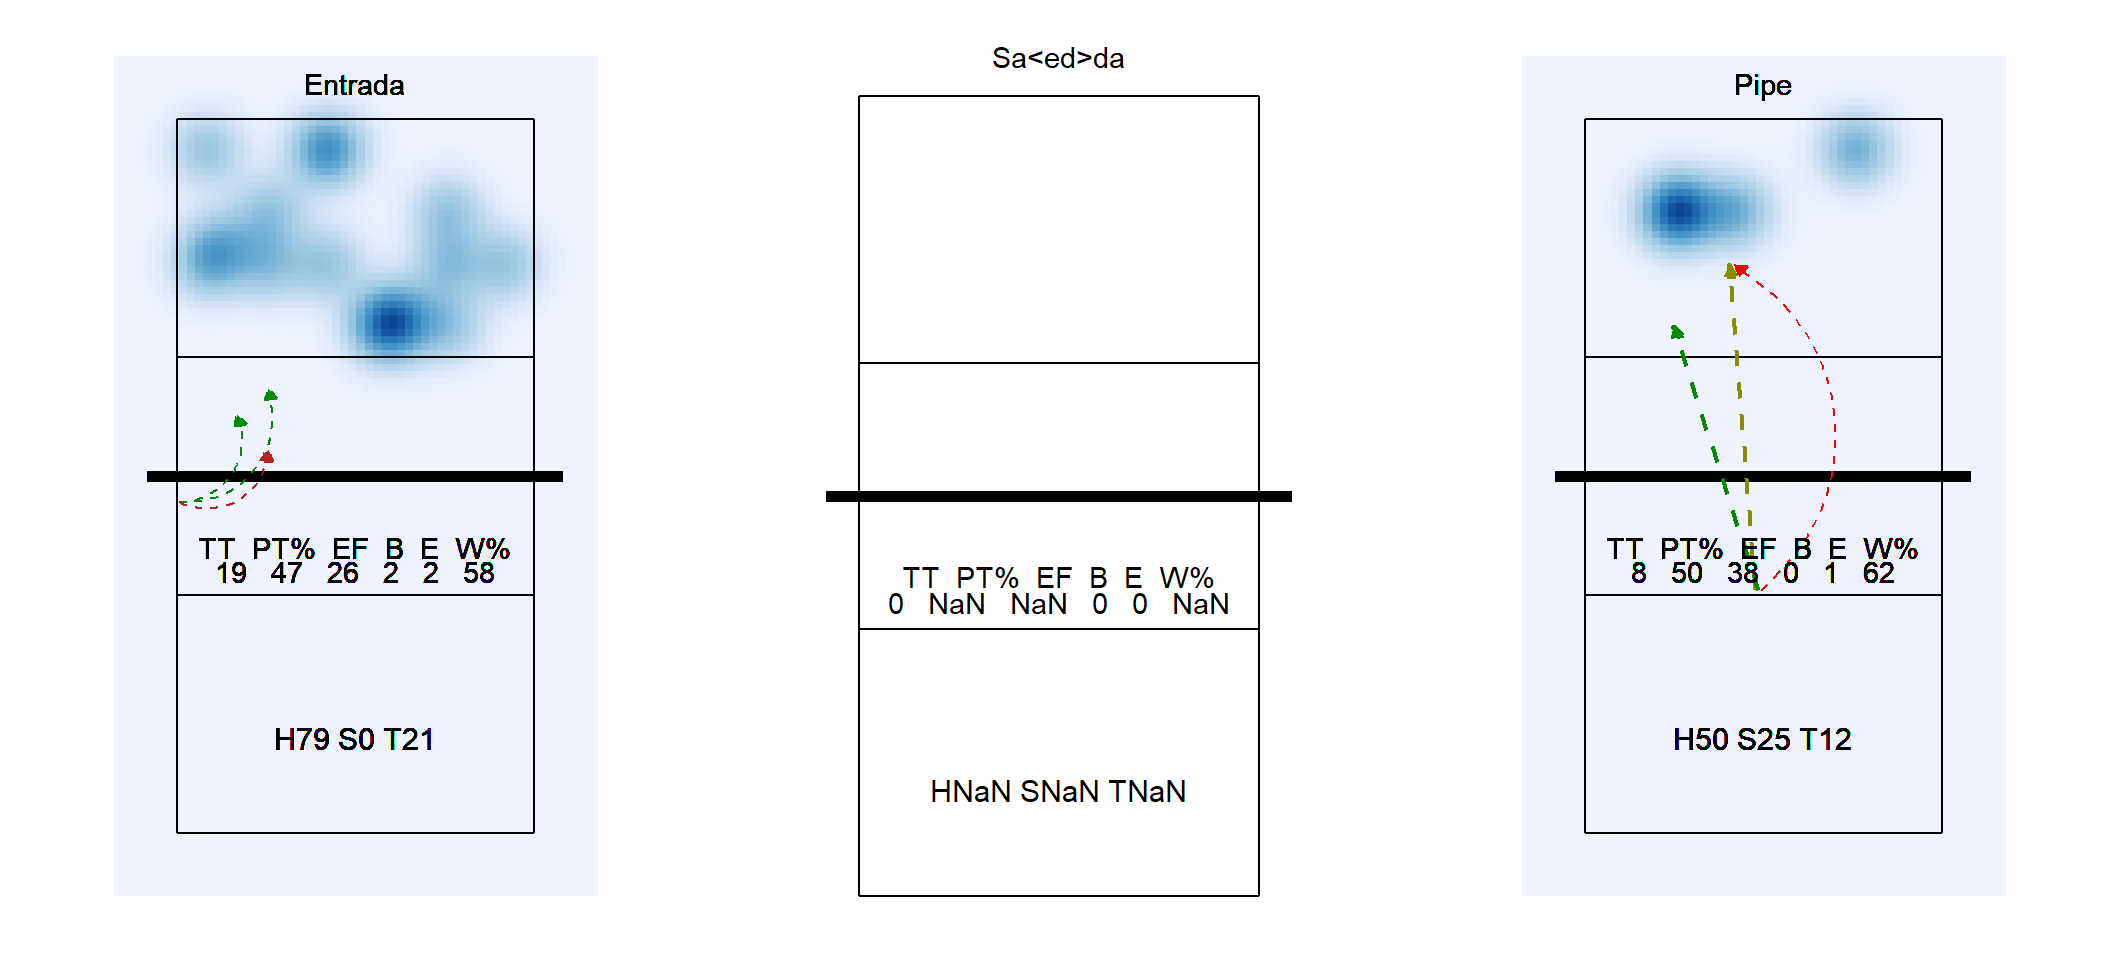 Entrada
TT PT% EF B E W%
19 47 26 2 2 58
H79 S0 T21
Sa<ed>da
TT PT% EF B E W%
0 NaN NaN 0 0 NaN
HNaN SNaN TNaN
Pipe
TT PT% EF B E W%
8 50 38 0 1 62
H50 S25 T12